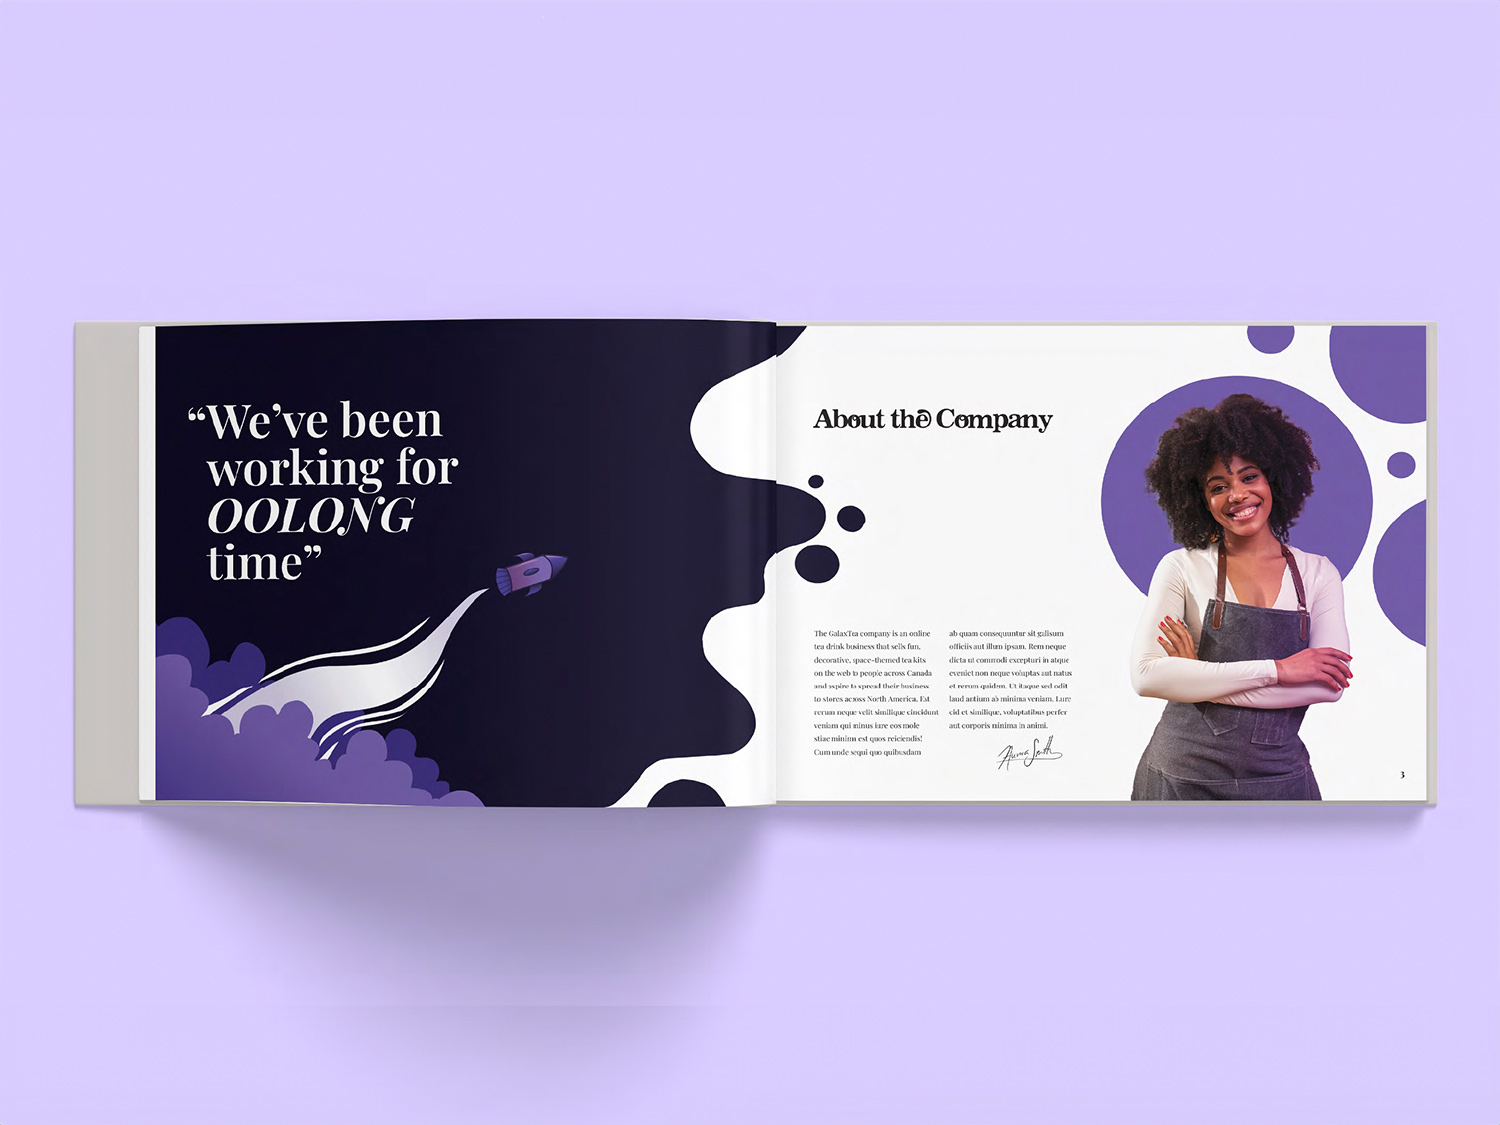 “We’ve been
working for
OOLONG
time”
About the Company
The GalaxTea company is an online
tea drink business that sells fun,
decorative, space-themed tea kits
on the web to people across Canada
and aspire to spread their business
to stores across North America. Est
rerum neque velit similique cincidunt
veniam qui minus iure eos mole
stiae minim est quos reiciendis!
Cum unde sequi quo quibusdam
ab quam consequuntur sit galisum
officiis aut illum ipsam. Rem neque
dicta ut commodi excepturi in atque
eveniet non neque voluptas aut natus
et rerum quidem. Ut itaque sed odit
laud antium ab minima veniam. Iure
cid et similique, voluptatibus perfer
aut corporis minima in animi.
Smith
3